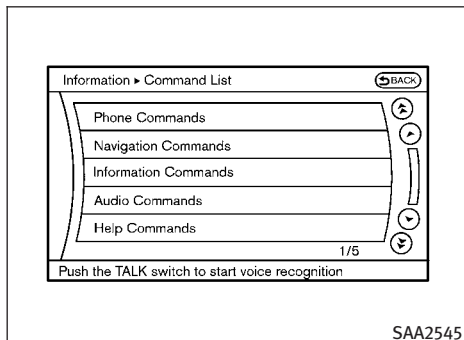 Information ▸ Command List
BACK
Phone Commands
Navigation Commands
Information Commands
Audio Commands
Help Commands
1/5
Push the TALK switch to start voice recognition
SAA2545